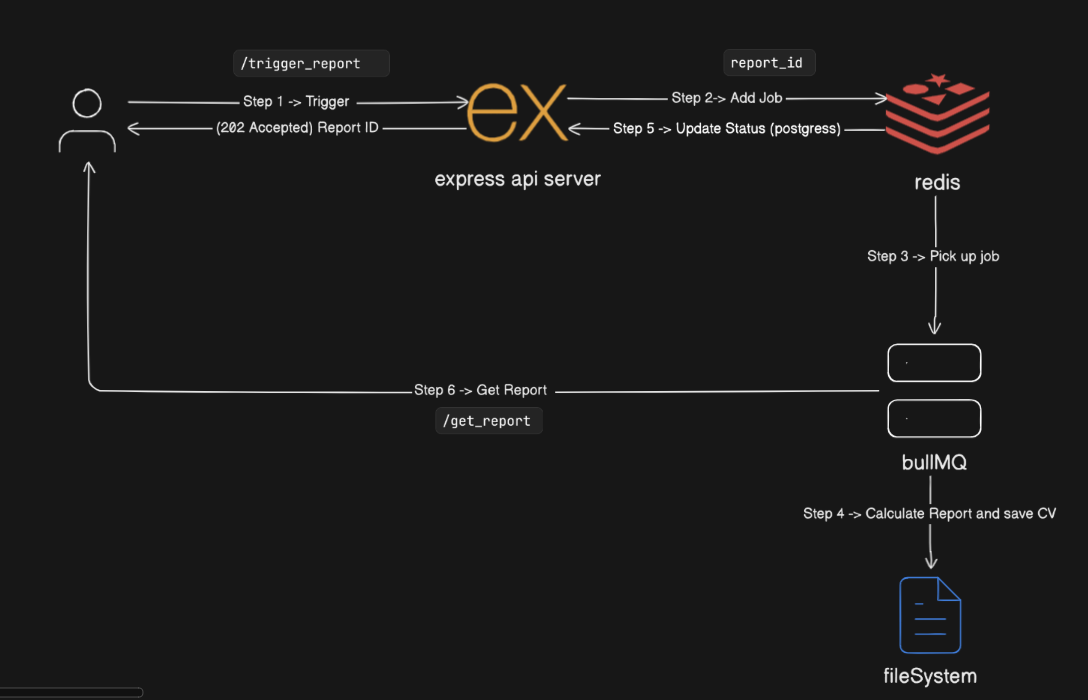 /trigger_report
report_id
Step 1 -> Trigger
ex
Step 2-> Add Job
(202 Accepted) Report ID
Step 5 -> Update Status (postgress)
express api server
redis
Step 3 -> Pick up job
Step 6 -> Get Report
/get_report
bullMQ
Step 4 -> Calculate Report and save CV
fileSystem